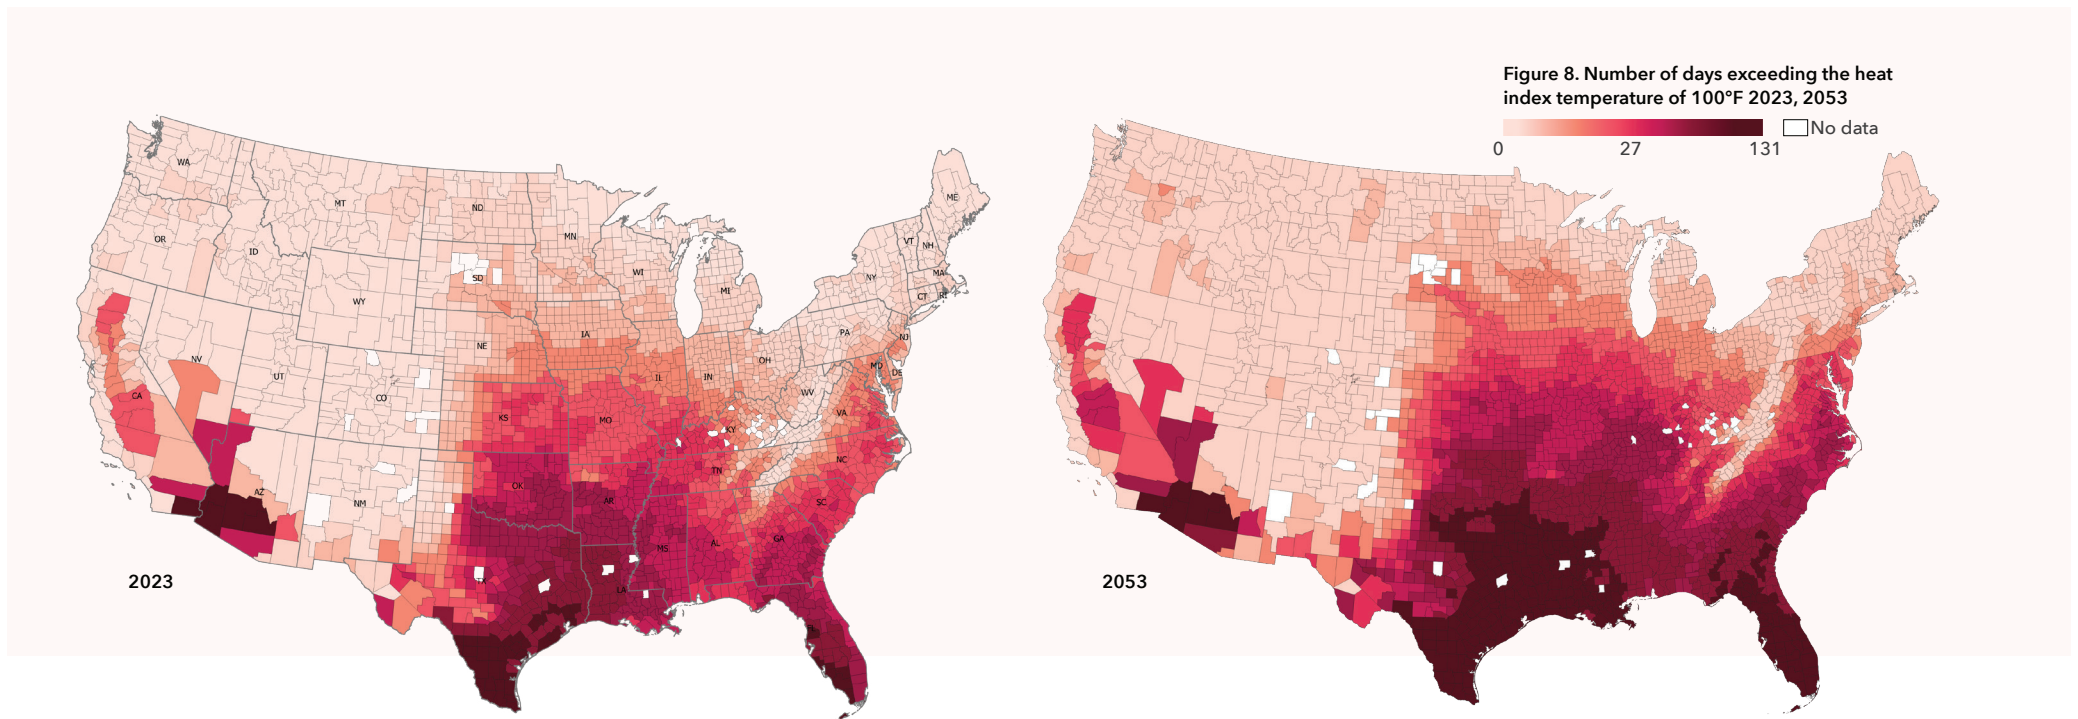 Figure 8. Number of days exceeding the heat
index temperature of 100°F 2023, 2053
No data
0 27 131
WA
MT
ND
MN
ME
OR
ID
SD
WI
VT
NH
WY
MI
NY
MA
CT
RI
NV
UT
NE
IA
PA
NJ
OH
IL
IN
MD
DE
CA
CO
KS
MO
WV
VA
KY
AZ
NM
OK
TN
NC
AR
SC
MS
AL
GA
TX
LA
2023
2053